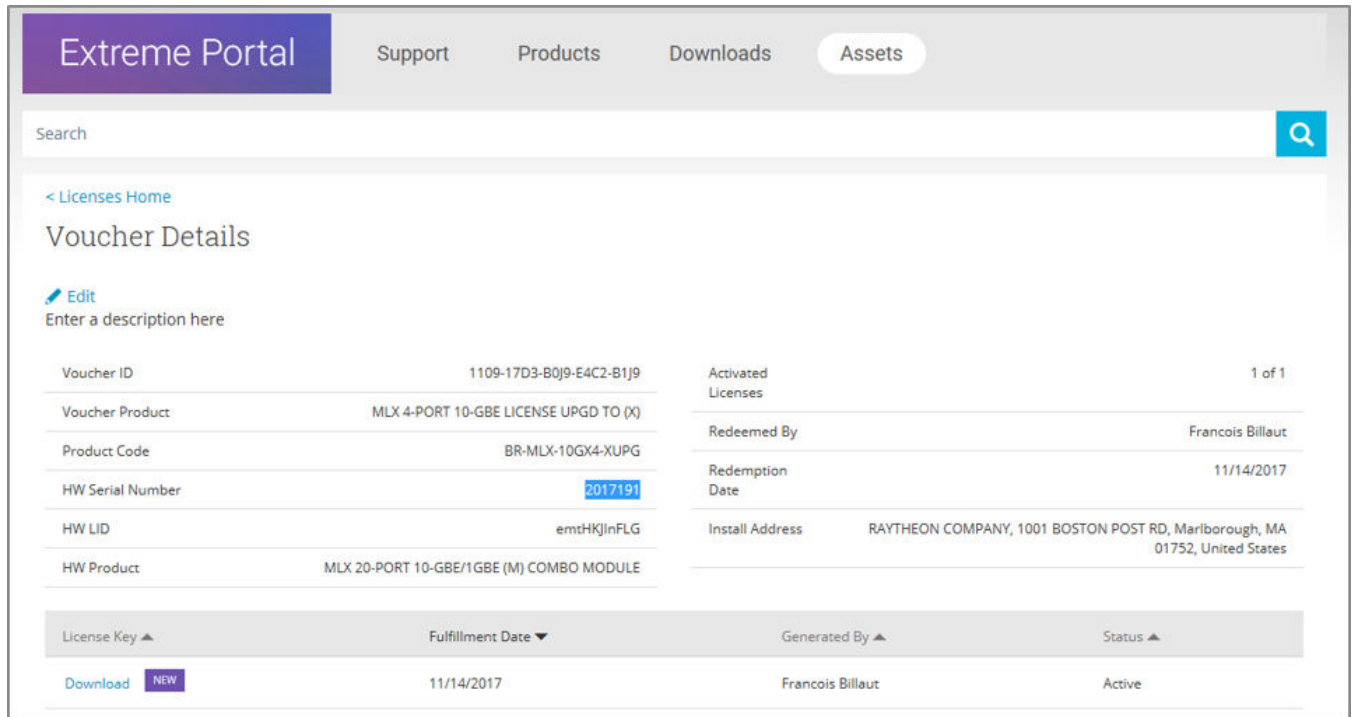 Extreme Portal Support Products Downloads Assets
Search
< Licenses Home
Voucher Details
Edit
Enter a description here
Voucher ID 1109-17D3-B0J9-E4C2-B1J9
Voucher Product MLX 4-PORT 10-GBE LICENSE UPGD TO (X)
Product Code BR-MLX-10GX4-XUPG
HW Serial Number 2017191
HW LID emtHKJInFLG
HW Product MLX 20-PORT 10-GBE/1GBE (M) COMBO MODULE
Activated 1 of 1
Licenses
Redeemed By Francois Billaut
Redemption 11/14/2017
Date
Install Address RAYTHEON COMPANY, 1001 BOSTON POST RD, Marlborough, MA
01752, United States
License Key Fulfillment Date Generated By Status
Download NEW 11/14/2017 Francois Billaut Active